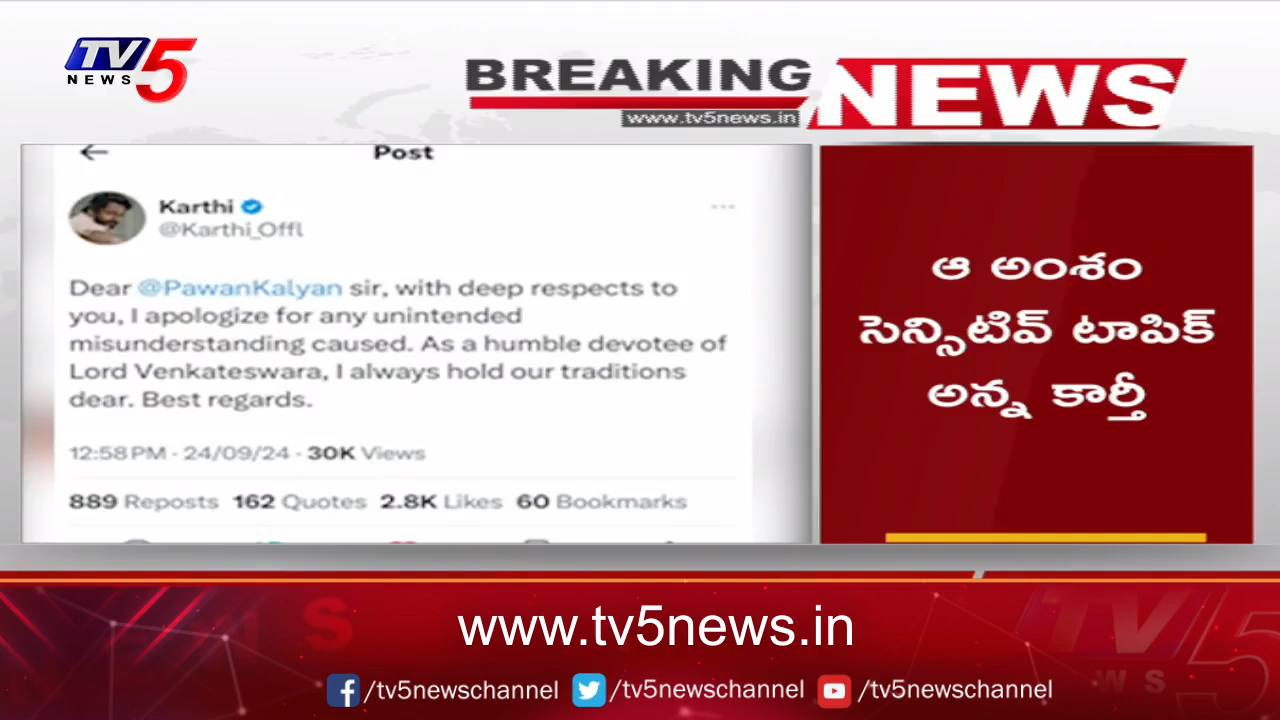 TV5
NEWS
BREAKING
NEWS
www.tv5news.in
Post
Karthi
@Karthi_Offl
Dear @PawanKalyan sir, with deep respects to
you, I apologize for any unintended
misunderstanding caused. As a humble devotee of
Lord Venkateswara, I always hold our traditions
dear. Best regards.
12:58 PM · 24/09/24 · 30K Views
889 Reposts 162 Quotes 2.8K Likes 60 Bookmarks
ఆ అంశం
సెన్సిటివ్ టాపిక్
అన్న కార్తీ
www.tv5news.in
/tv5newschannel /tv5newschannel /tv5newschannel